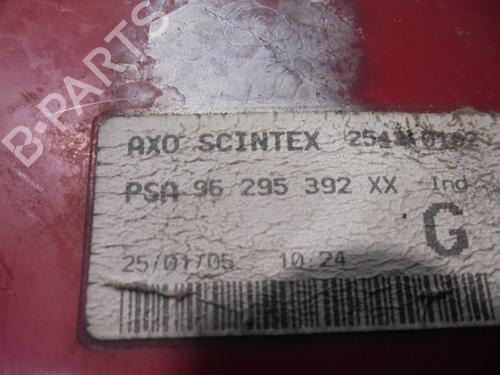 B-PARTS
AXO SCINTEX
PSA 96 295 392 XX Ind
G
25/01/05 10:24